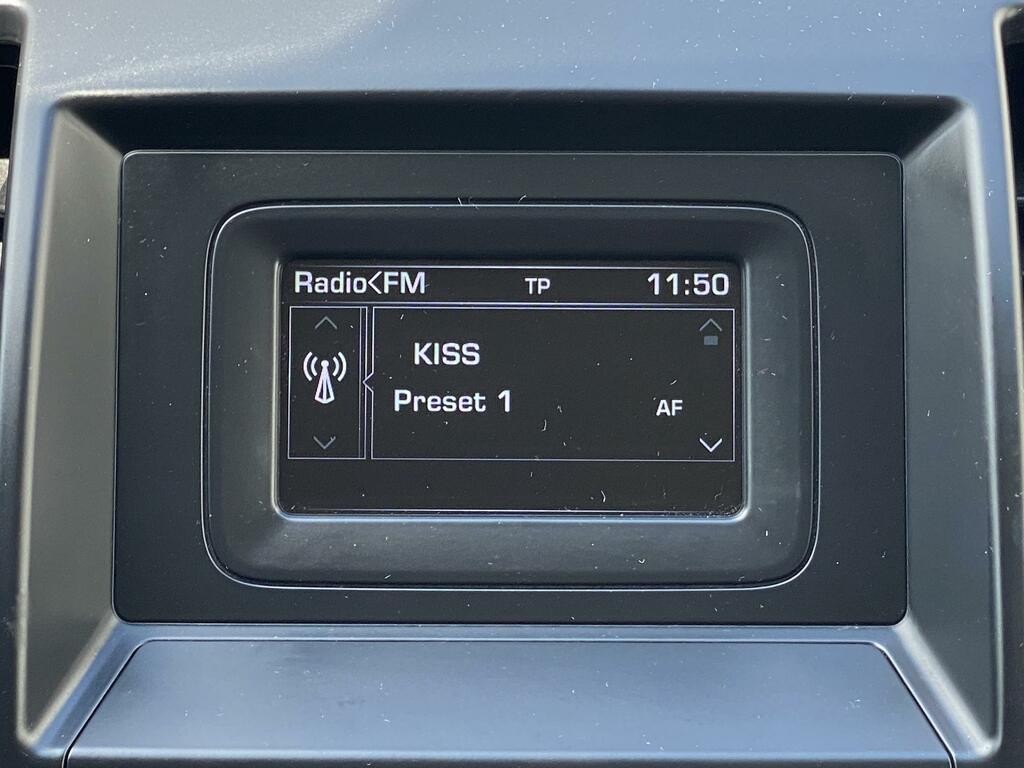 Radio<FM TP 11:50
KISS
Preset 1 AF